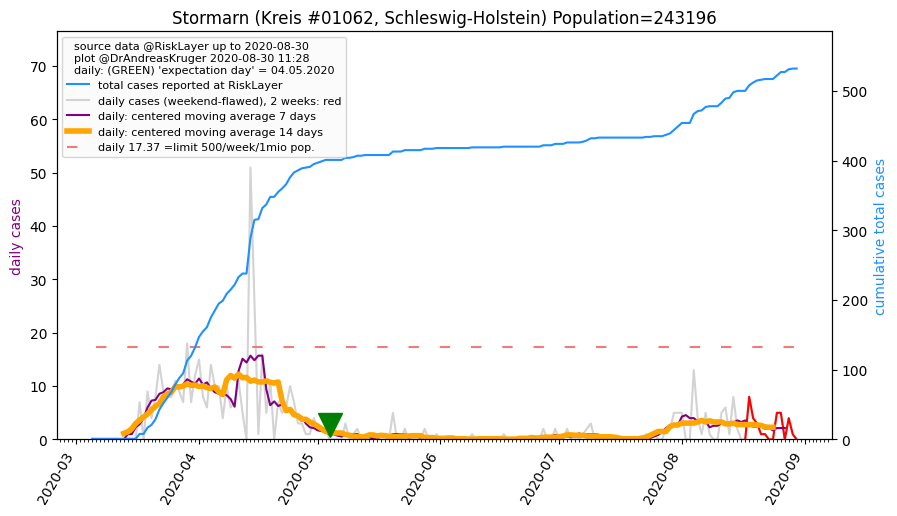 Stormarn (Kreis #01062, Schleswig-Holstein) Population=243196
source data @RiskLayer up to 2020-08-30
plot @DrAndreasKruger 2020-08-30 11:28
daily: (GREEN) 'expectation day' = 04.05.2020
total cases reported at RiskLayer
daily cases (weekend-flawed), 2 weeks: red
daily: centered moving average 7 days
daily: centered moving average 14 days
daily 17.37 =limit 500/week/1mio pop.
daily cases
70
60
50
40
30
20
10
0
cumulative total cases
500
400
300
200
100
0
2020-03
2020-04
2020-05
2020-06
2020-07
2020-08
2020-09